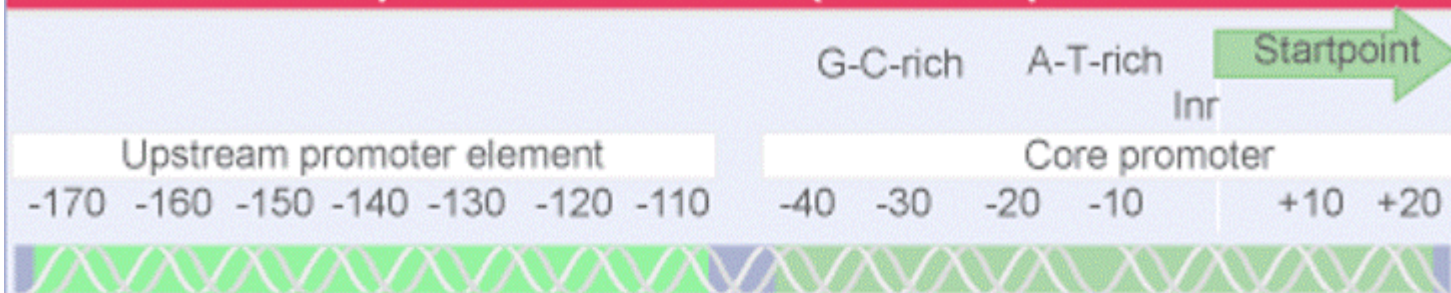 G-C-rich A-T-rich Startpoint
Inr
Upstream promoter element Core promoter
-170 -160 -150 -140 -130 -120 -110 -40 -30 -20 -10 +10 +20